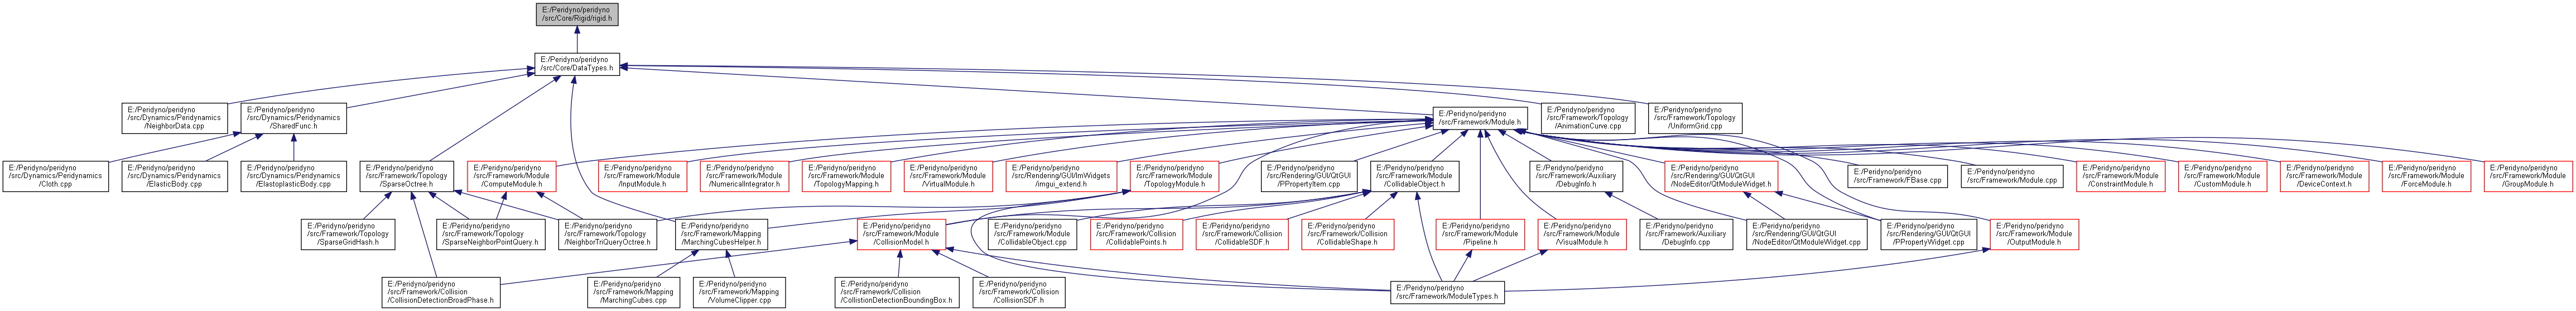 E:/Peridyno/peridyno
/src/Core/Rigid/rigid.h
E:/Peridyno/peridyno
/src/Core/DataTypes.h
E:/Peridyno/peridyno
/src/Dynamics/Peridynamics
/NeighborData.cpp
E:/Peridyno/peridyno
/src/Dynamics/Peridynamics
/SharedFunc.h
E:/Peridyno/peridyno
/src/Framework/Module.h
E:/Peridyno/peridyno
/src/Framework/Topology
/AnimationCurve.cpp
E:/Peridyno/peridyno
/src/Framework/Topology
/UniformGrid.cpp
E:/Peridyno/peridyno
/src/Dynamics/Peridynamics
/Cloth.cpp
E:/Peridyno/peridyno
/src/Dynamics/Peridynamics
/ElasticBody.cpp
E:/Peridyno/peridyno
/src/Dynamics/Peridynamics
/ElastoplasticBody.cpp
E:/Peridyno/peridyno
/src/Framework/Topology
/SparseOctree.h
E:/Peridyno/peridyno
/src/Framework/Module
/ComputeModule.h
E:/Peridyno/peridyno
/src/Framework/Module
/InputModule.h
E:/Peridyno/peridyno
/src/Framework/Module
/NumericalIntegrator.h
E:/Peridyno/peridyno
/src/Framework/Module
/TopologyMapping.h
E:/Peridyno/peridyno
/src/Framework/Module
/VirtualModule.h
E:/Peridyno/peridyno
/src/Rendering/GUI/ImWidgets
/imgui_extend.h
E:/Peridyno/peridyno
/src/Framework/Module
/TopologyModule.h
E:/Peridyno/peridyno
/src/Rendering/GUI/QtGUI
/PPropertyItem.cpp
E:/Peridyno/peridyno
/src/Framework/Module
/CollidableObject.h
E:/Peridyno/peridyno
/src/Framework/Auxiliary
/DebugInfo.h
E:/Peridyno/peridyno
/src/Rendering/GUI/QtGUI
/NodeEditor/QtModuleWidget.h
E:/Peridyno/peridyno
/src/Framework/FBase.cpp
E:/Peridyno/peridyno
/src/Framework/Module.cpp
E:/Peridyno/peridyno
/src/Framework/Module
/ConstraintModule.h
E:/Peridyno/peridyno
/src/Framework/Module
/CustomModule.h
E:/Peridyno/peridyno
/src/Framework/Module
/DeviceContext.h
E:/Peridyno/peridyno
/src/Framework/Module
/ForceModule.h
E:/Peridyno/peridyno
/src/Framework/Module
/GroupModule.h
E:/Peridyno/peridyno
/src/Framework/Topology
/SparseGridHash.h
E:/Peridyno/peridyno
/src/Framework/Topology
/SparseNeighborPointQuery.h
E:/Peridyno/peridyno
/src/Framework/Topology
/NeighborTriQueryOctree.h
E:/Peridyno/peridyno
/src/Framework/Mapping
/MarchingCubesHelper.h
E:/Peridyno/peridyno
/src/Framework/Module
/CollisionModel.h
E:/Peridyno/peridyno
/src/Framework/Module
/CollidableObject.cpp
E:/Peridyno/peridyno
/src/Framework/Collision
/CollidablePoints.h
E:/Peridyno/peridyno
/src/Framework/Collision
/CollidableSDF.h
E:/Peridyno/peridyno
/src/Framework/Collision
/CollidableShape.h
E:/Peridyno/peridyno
/src/Framework/Module
/Pipeline.h
E:/Peridyno/peridyno
/src/Framework/Module
/VisualModule.h
E:/Peridyno/peridyno
/src/Framework/Auxiliary
/DebugInfo.cpp
E:/Peridyno/peridyno
/src/Rendering/GUI/QtGUI
/NodeEditor/QtModuleWidget.cpp
E:/Peridyno/peridyno
/src/Rendering/GUI/QtGUI
/PPropertyWidget.cpp
E:/Peridyno/peridyno
/src/Framework/Module
/OutputModule.h
E:/Peridyno/peridyno
/src/Framework/Collision
/CollisionDetectionBroadPhase.h
E:/Peridyno/peridyno
/src/Framework/Mapping
/MarchingCubes.cpp
E:/Peridyno/peridyno
/src/Framework/Mapping
/VolumeClipper.cpp
E:/Peridyno/peridyno
/src/Framework/Collision
/CollistionDetectionBoundingBox.h
E:/Peridyno/peridyno
/src/Framework/Collision
/CollisionSDF.h
E:/Peridyno/peridyno
/src/Framework/ModuleTypes.h